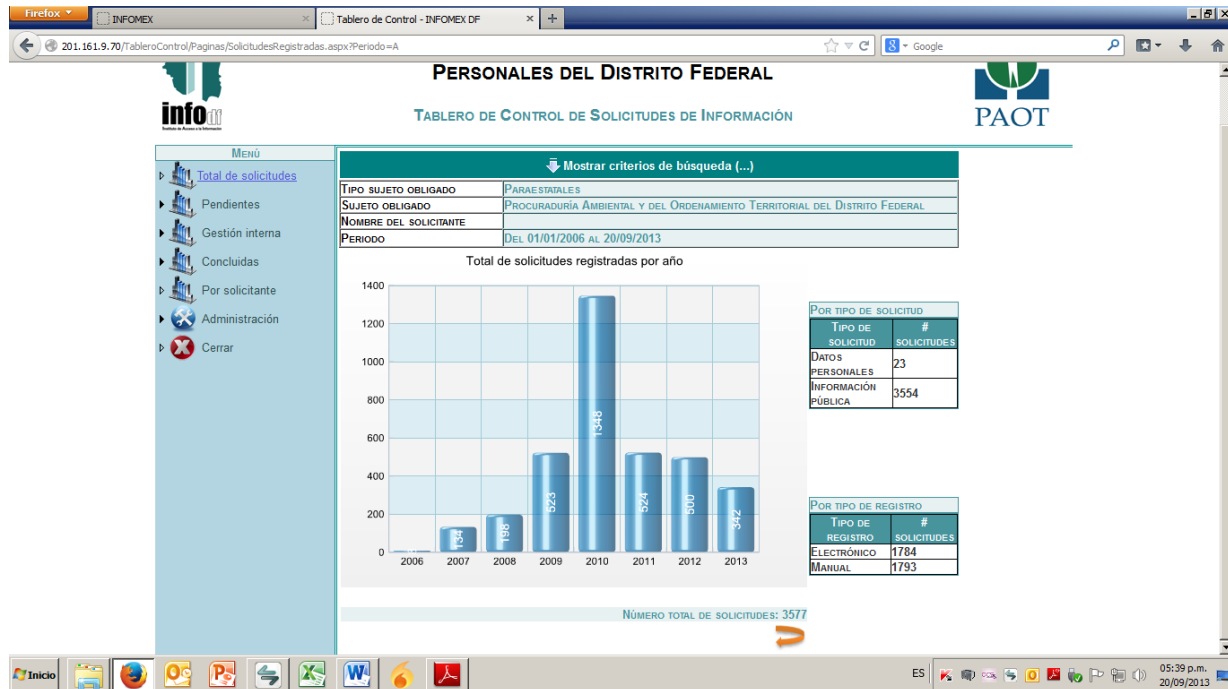 Firefox
INFOMEX
Tablero de Control - INFOMEX DF
201.161.9.70/TableroControl/Paginas/SolicitudesRegistradas.aspx?Periodo=A
Google
PERSONALES DEL DISTRITO FEDERAL
TABLERO DE CONTROL DE SOLICITUDES DE INFORMACIÓN
info df
PAOT
MENÚ
Total de solicitudes
Pendientes
Gestión interna
Concluidas
Por solicitante
Administración
Cerrar
Mostrar criterios de búsqueda (...)
TIPO SUJETO OBLIGADO PARAESTATALES
SUJETO OBLIGADO PROCURADURÍA AMBIENTAL Y DEL ORDENAMIENTO TERRITORIAL DEL DISTRITO FEDERAL
NOMBRE DEL SOLICITANTE
PERIODO DEL 01/01/2006 AL 20/09/2013
Total de solicitudes registradas por año
1400
1200
1000
800
600
400
200
0
134
198
523
1348
524
500
342
2006 2007 2008 2009 2010 2011 2012 2013
POR TIPO DE SOLICITUD
TIPO DE SOLICITUD # SOLICITUDES
DATOS PERSONALES 23
INFORMACIÓN PÚBLICA 3554
POR TIPO DE REGISTRO
TIPO DE REGISTRO # SOLICITUDES
ELECTRÓNICO 1784
MANUAL 1793
NÚMERO TOTAL DE SOLICITUDES: 3577
Inicio
ES
05:39 p.m.
20/09/2013